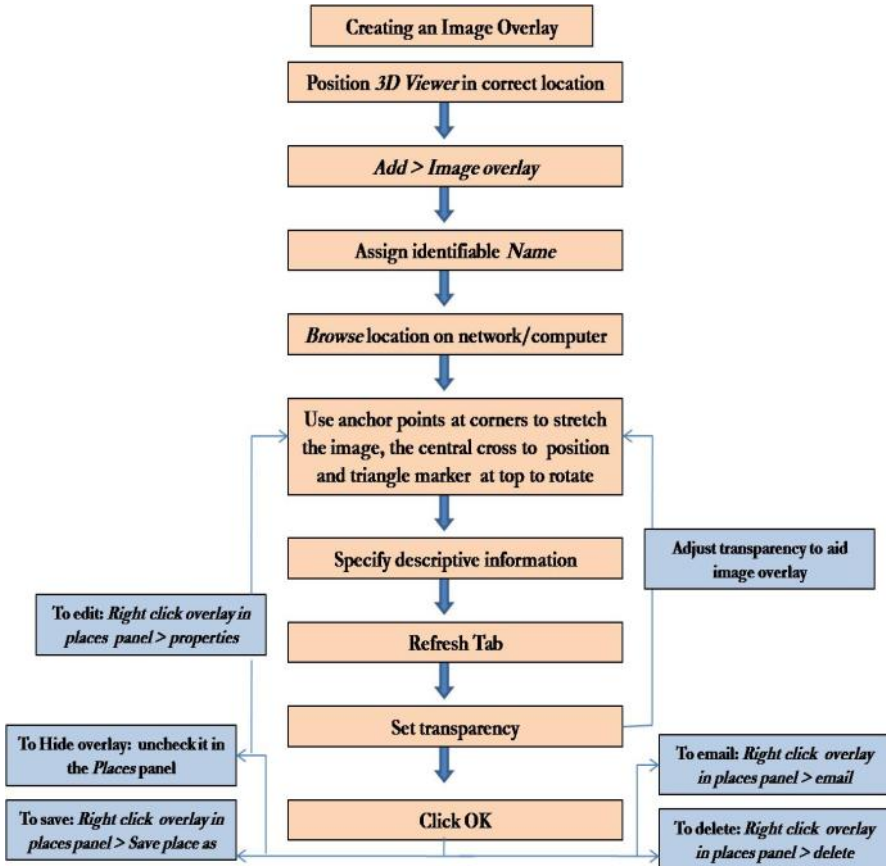 Creating an Image Overlay
Position 3D Viewer in correct location
Add > Image overlay
Assign identifiable Name
Browse location on network/computer
Use anchor points at corners to stretch
the image, the central cross to position
and triangle marker at top to rotate
Specify descriptive information
Adjust transparency to aid
image overlay
To edit: Right click overlay in
places panel > properties
Refresh Tab
Set transparency
To Hide overlay: uncheck it in
the Places panel
To email: Right click overlay
in places panel > email
To save: Right click overlay in
places panel > Save place as
Click OK
To delete: Right click overlay
in places panel > delete